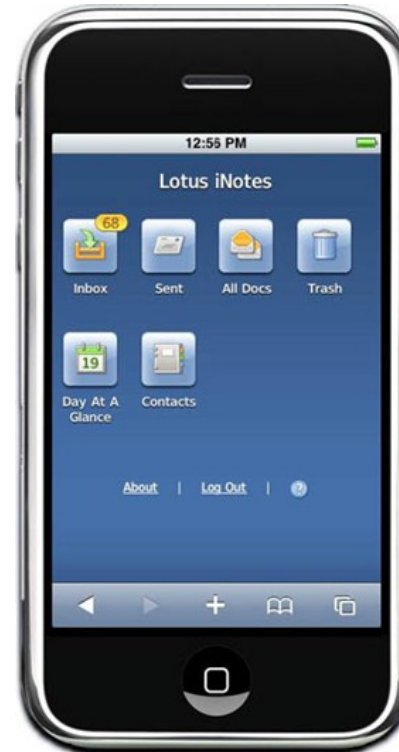 12:56 PM
Lotus iNotes
68
Inbox
Sent
All Docs
Trash
19
Day At A
Glance
Contacts
About | Log Out |
?